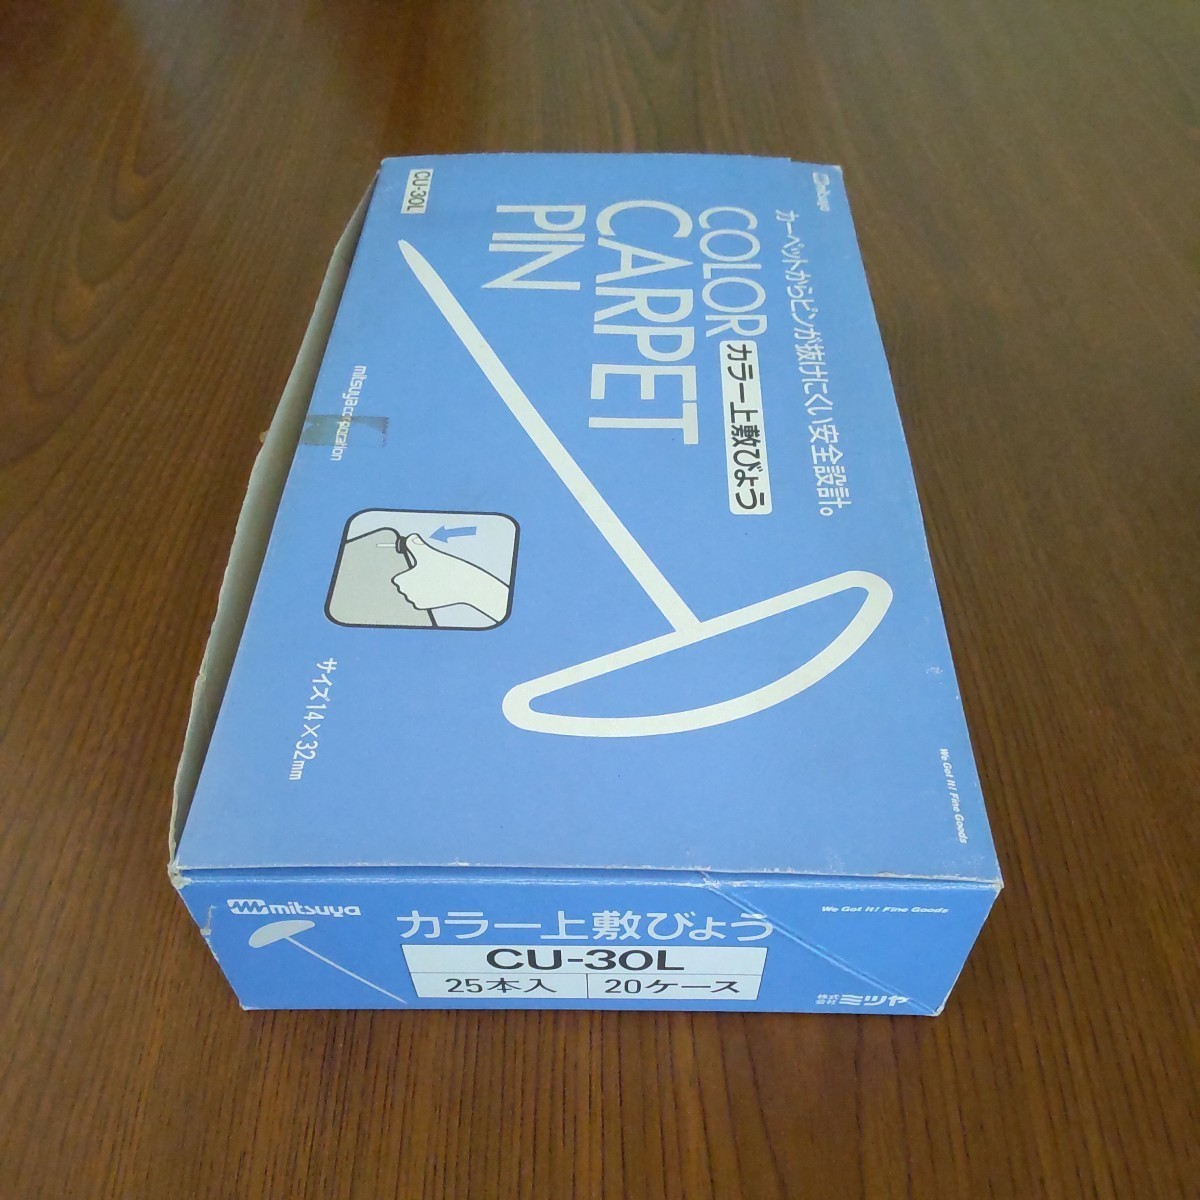 CU-30L
mitsuya
カーペットからピンが抜けにくい安全設計。
COLOR
カラー上敷びょう
CARPET
PIN
mitsuya corporation
サイズ14×32mm
We Got It! Fine Goods
mitsuya
カラー上敷びょう
We Got It! Fine Goods
CU-30L
25本入 20ケース
株式会社 ミツヤ